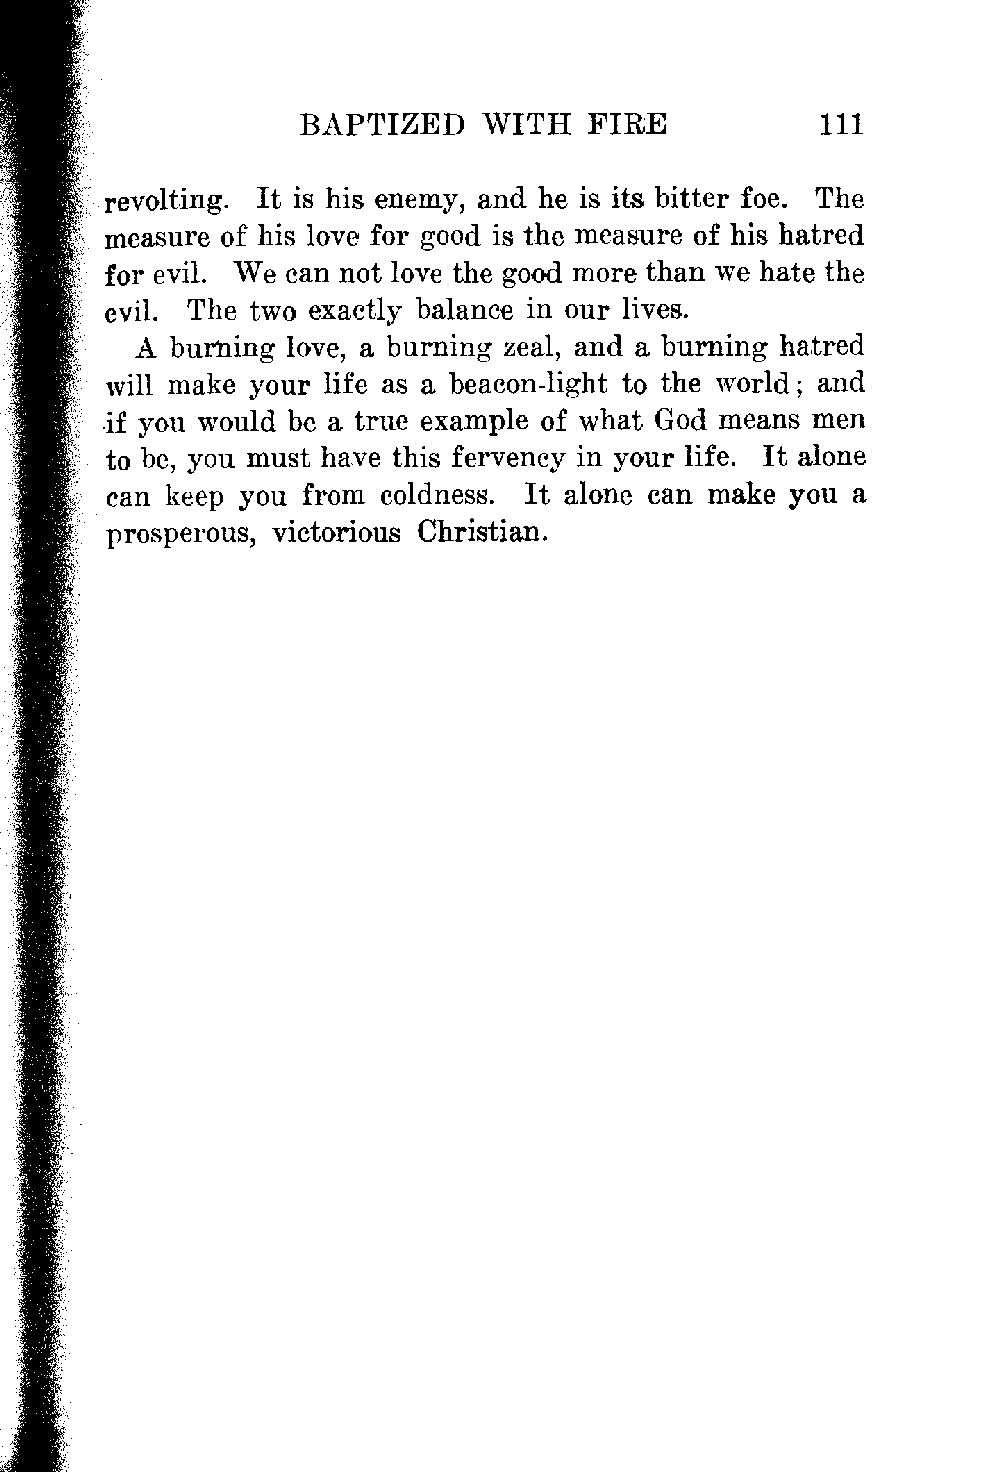 BAPTIZED WITH FIRE 111
revolting. It is his enemy, and he is its bitter foe. The
measure of his love for good is the measure of his hatred
for evil. We can not love the good more than we hate the
evil. The two exactly balance in our lives.
A burning love, a burning zeal, and a burning hatred
will make your life as a beacon-light to the world; and
if you would be a true example of what God means men
to be, you must have this fervency in your life. It alone
can keep you from coldness. It alone can make you a
prosperous, victorious Christian.